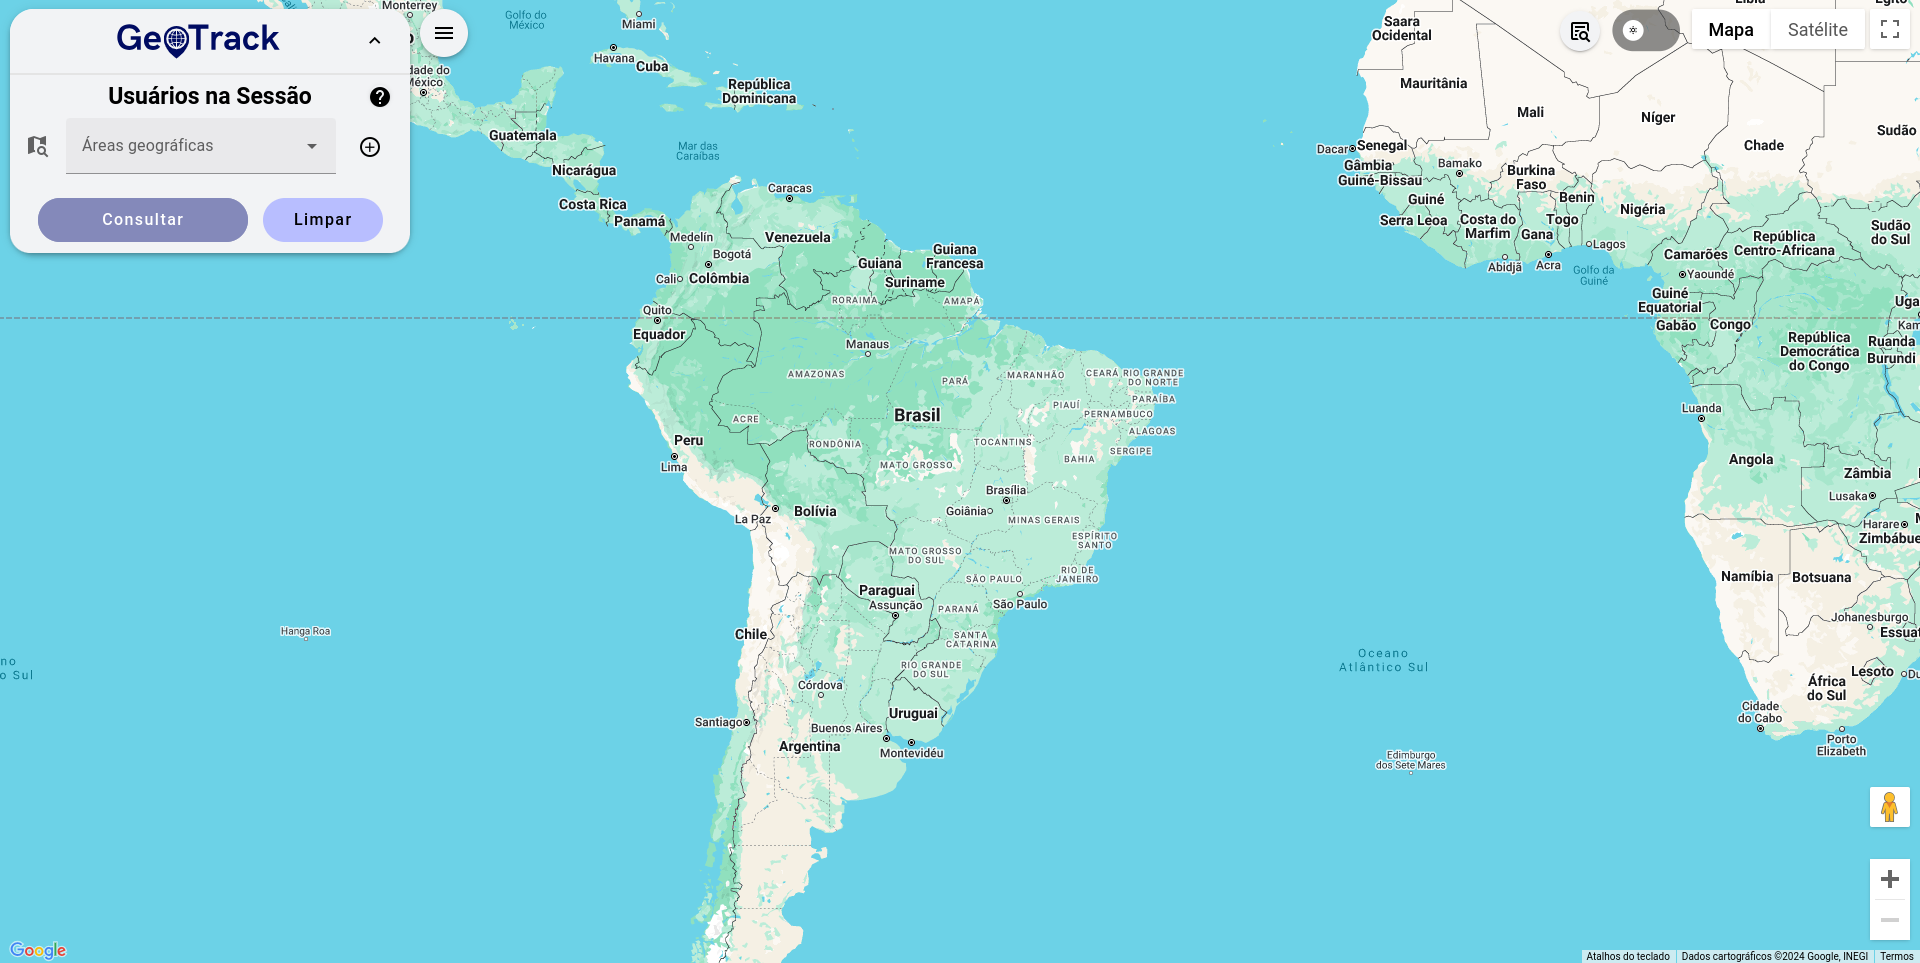 GeoTrack
Usuários na Sessão
Áreas geográficas
Consultar
Limpar
Mapa
Satélite
Monterrey
Golfo do
México
Miami
Havana
Cuba
dade do
México
República
Dominicana
Guatemala
Mar das
Caraíbas
Nicarágua
Costa Rica
Panamá
Caracas
Medelín
Venezuela
Bogotá
Cali
Colômbia
Guiana
Guiana
Francesa
Suriname
RORAIMA
AMAPÁ
Quito
Equador
Manaus
AMAZONAS
PARÁ
MARANHÃO
CEARÁ
RIO GRANDE
DO NORTE
PARAÍBA
PIAUÍ
PERNAMBUCO
ACRE
Brasil
ALAGOAS
SERGIPE
Peru
Lima
RONDÔNIA
TOCANTINS
MATO GROSSO
BAHIA
Brasília
Goiânia
La Paz
Bolívia
MINAS GERAIS
ESPÍRITO
SANTO
MATO GROSSO
DO SUL
SÃO PAULO
RIO DE
JANEIRO
Paraguai
Assunção
PARANÁ
São Paulo
Hanga Roa
Chile
SANTA
CATARINA
RIO GRANDE
DO SUL
no
o Sul
Córdova
Santiago
Uruguai
Buenos Aires
Argentina
Montevidéu
Saara
Ocidental
Líbia
Egito
Mauritânia
Mali
Níger
Chade
Sudão
Dacar
Senegal
Gâmbia
Guiné-Bissau
Bamako
Burkina
Faso
Guiné
Benin
Serra Leoa
Costa do
Marfim
Togo
Gana
Nigéria
Lagos
Abidjã
Acra
Golfo da
Guiné
Camarões
República
Centro-Africana
Sudão
do Sul
Yaoundé
Guiné
Equatorial
Gabão
Congo
Uga
Kam
República
Democrática
do Congo
Ruanda
Burundi
Luanda
Angola
Zâmbia
Lusaka
Harare
Zimbábue
Namíbia
Botsuana
Johanesburgo
Essuat
Oceano
Atlântico Sul
Lesoto
Du
África
do Sul
Cidade
do Cabo
Porto
Elizabeth
Edimburgo
dos Sete Mares
Google
Atalhos do teclado
Dados cartográficos ©2024 Google, INEGI
Termos